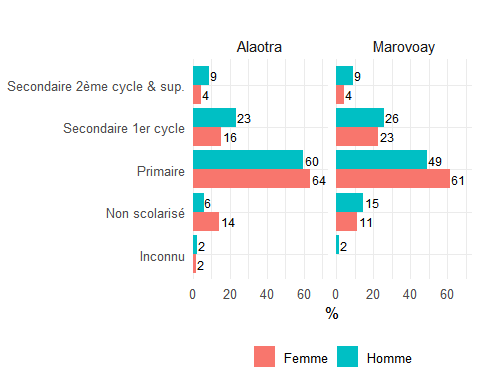 Alaotra Marovoay
Secondaire 2ème cycle & sup. 9 9
4 4
Secondaire 1er cycle 23 26
16 23
Primaire 60 49
64 61
Non scolarisé 6 15
14 11
Inconnu 2 2
2
0 20 40 60 0 20 40 60
%
Femme Homme